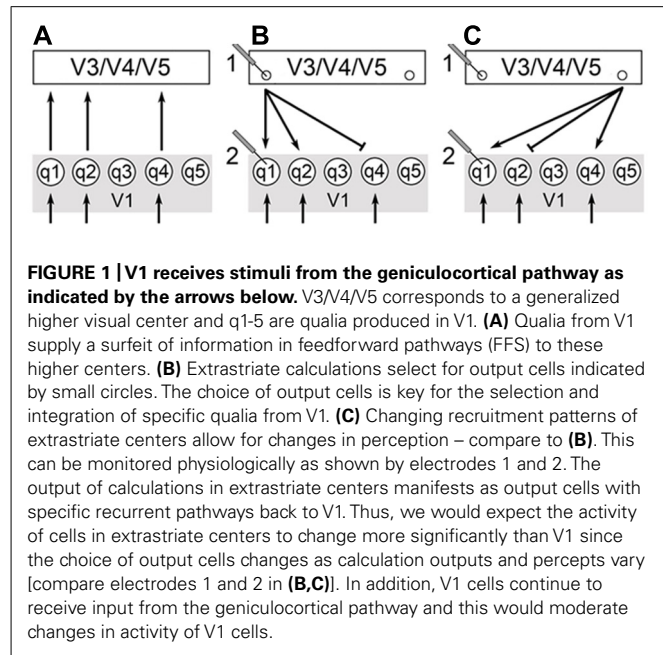 A B C
V3/V4/V5 1 V3/V4/V5 1 V3/V4/V5
2 2
q1 q2 q3 q4 q5 q1 q2 q3 q4 q5 q1 q2 q3 q4 q5
V1 V1 V1
FIGURE 1 | V1 receives stimuli from the geniculocortical pathway as
indicated by the arrows below. V3/V4/V5 corresponds to a generalized
higher visual center and q1-5 are qualia produced in V1. (A) Qualia from V1
supply a surfeit of information in feedforward pathways (FFS) to these
higher centers. (B) Extrastriate calculations select for output cells indicated
by small circles. The choice of output cells is key for the selection and
integration of specific qualia from V1. (C) Changing recruitment patterns of
extrastriate centers allow for changes in perception – compare to (B). This
can be monitored physiologically as shown by electrodes 1 and 2. The
output of calculations in extrastriate centers manifests as output cells with
specific recurrent pathways back to V1. Thus, we would expect the activity
of cells in extrastriate centers to change more significantly than V1 since
the choice of output cells changes as calculation outputs and percepts vary
[compare electrodes 1 and 2 in (B,C)]. In addition, V1 cells continue to
receive input from the geniculocortical pathway and this would moderate
changes in activity of V1 cells.